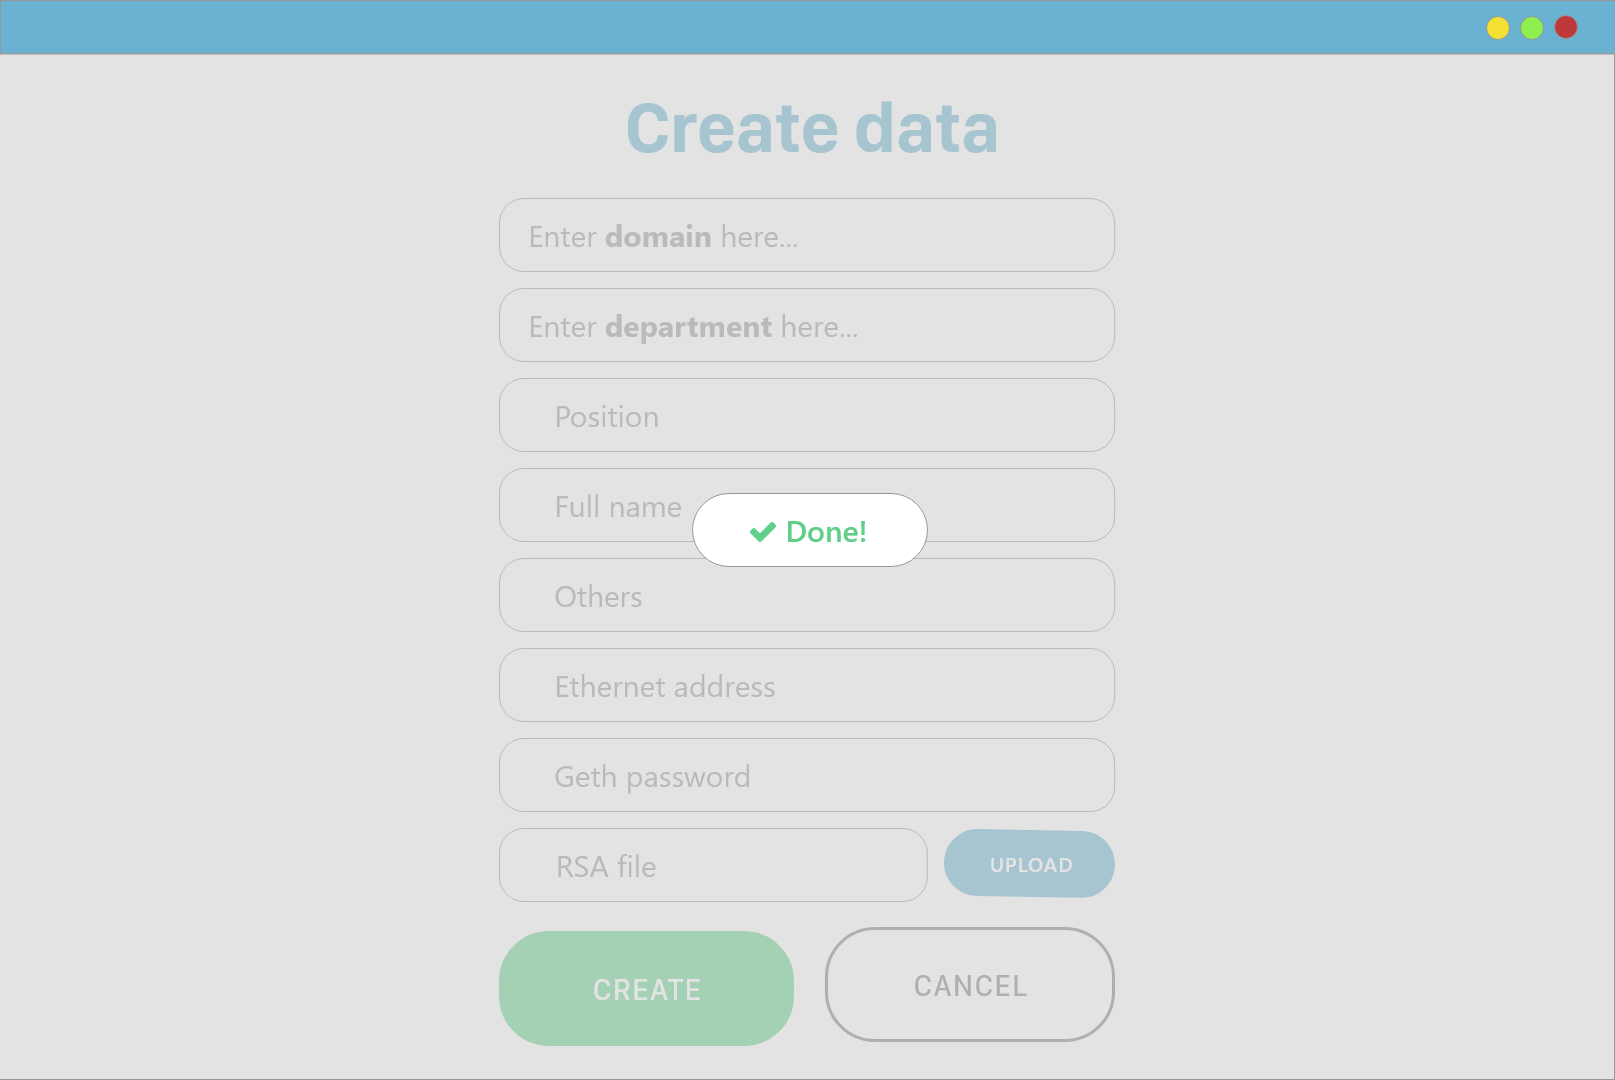 Create data
Enter domain here...
Enter department here...
Position
Full name
Done!
Others
Ethernet address
Geth password
RSA file
UPLOAD
CREATE
CANCEL